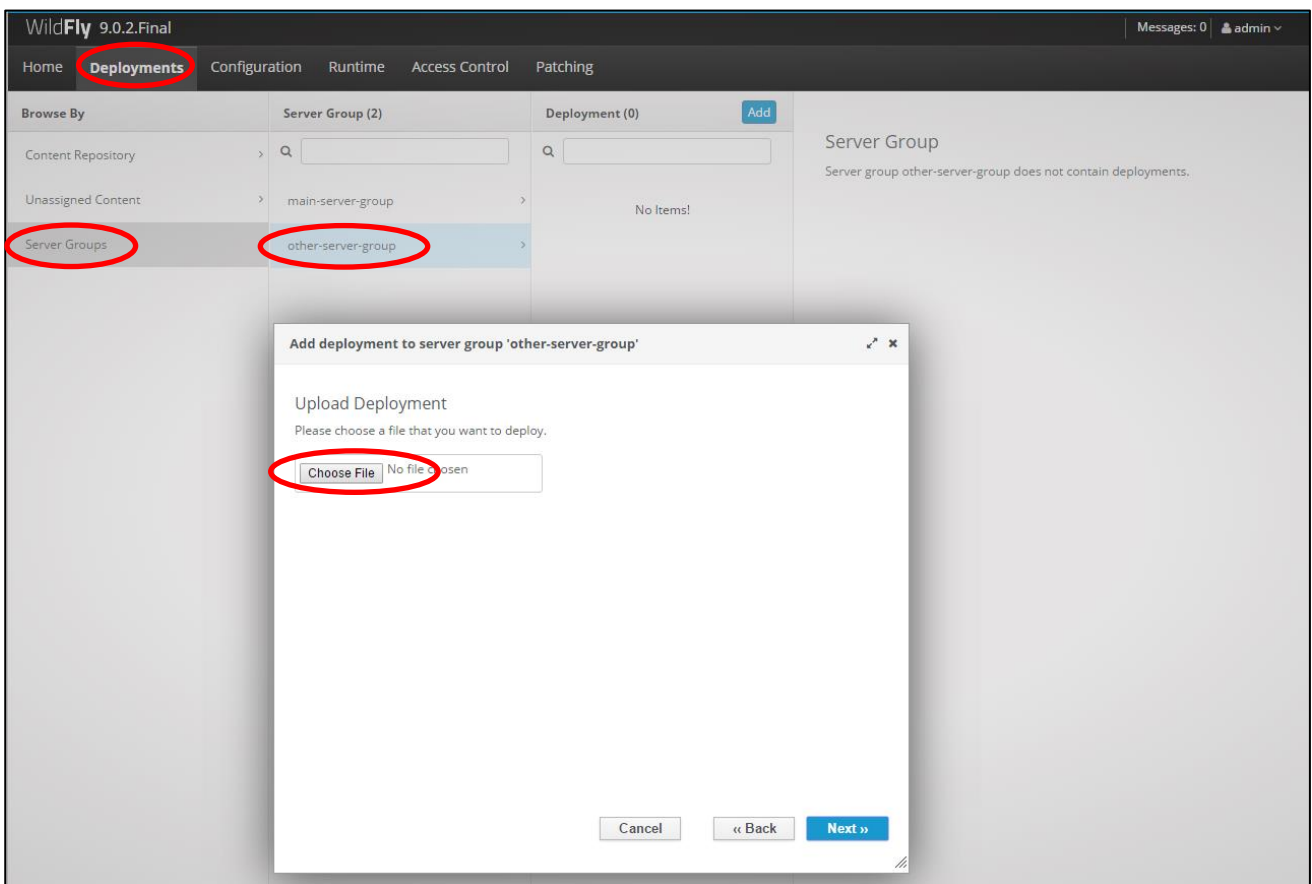 WildFly 9.0.2.Final
Messages: 0 admin
Home Deployments Configuration Runtime Access Control Patching
Browse By
Content Repository
Unassigned Content
Server Groups
Server Group (2)
main-server-group
other-server-group
Deployment (0) Add
No Items!
Server Group
Server group other-server-group does not contain deployments.
Add deployment to server group 'other-server-group'
Upload Deployment
Please choose a file that you want to deploy.
Choose File No file chosen
Cancel ‹‹ Back Next ››